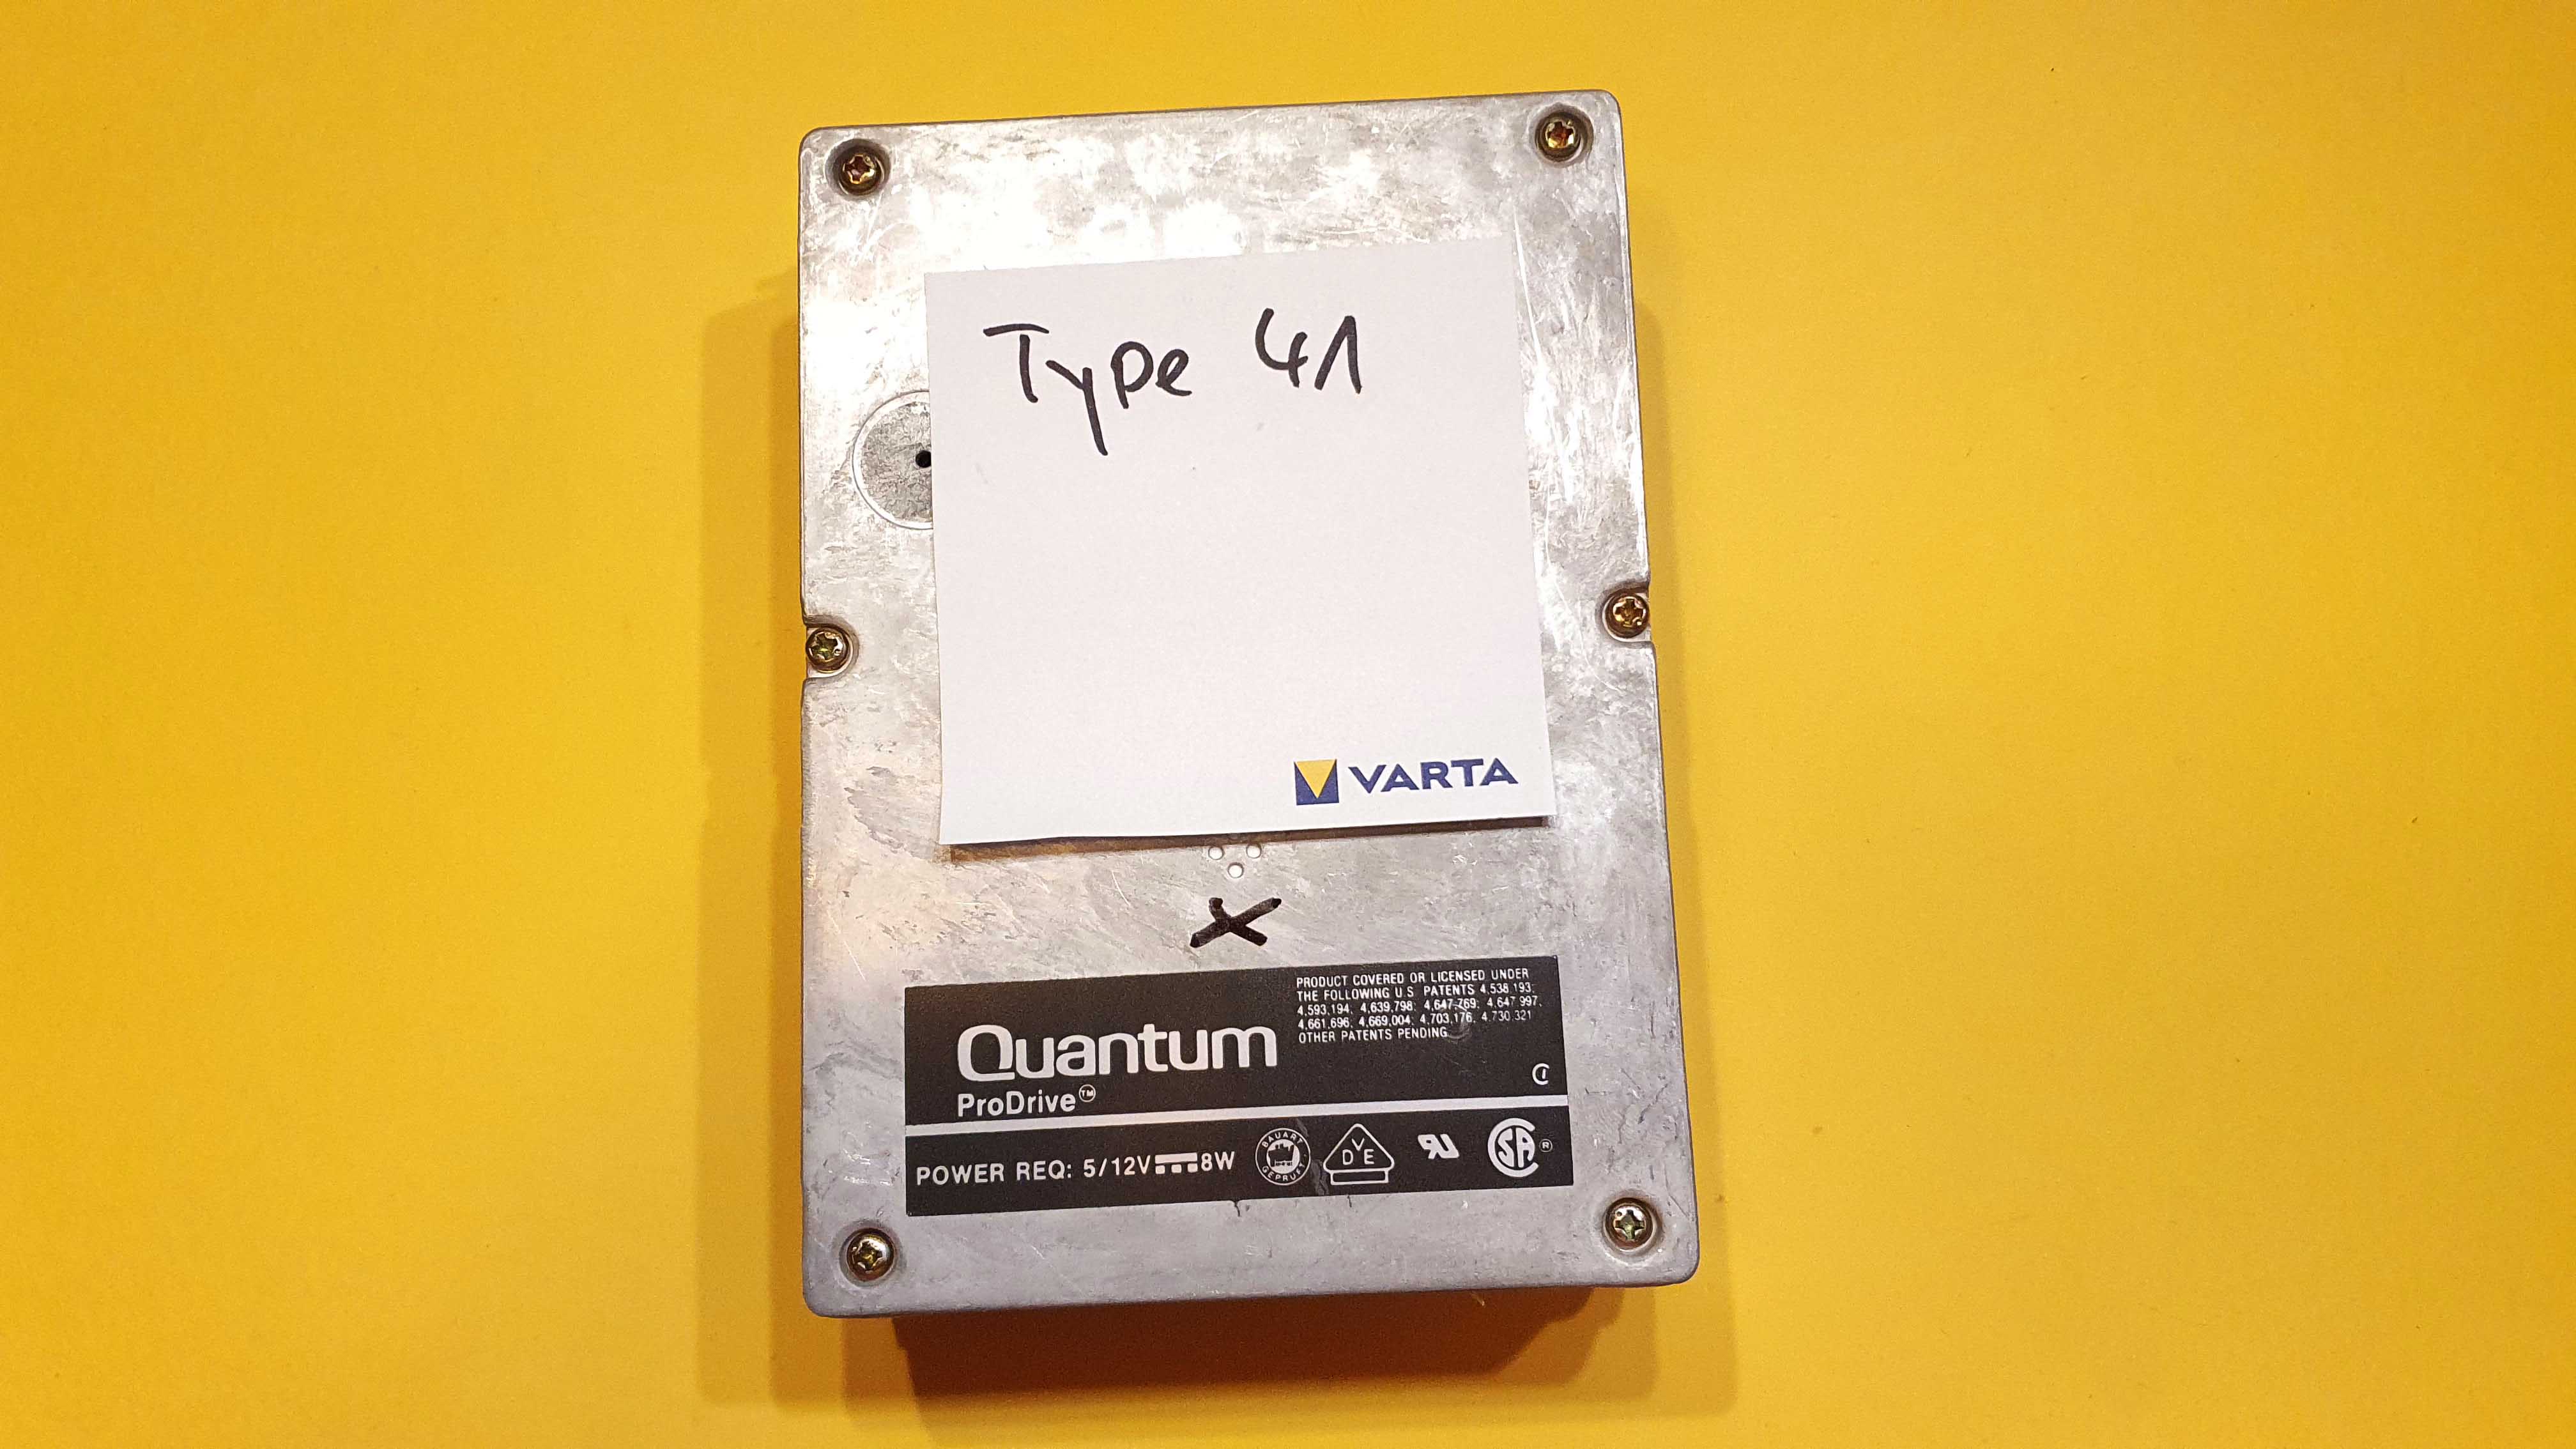 Type 41
VARTA
PRODUCT COVERED OR LICENSED UNDER
THE FOLLOWING U.S. PATENTS 4,538,193;
4,593,194; 4,639,798; 4,647,769; 4,647,997;
4,661,696; 4,669,004; 4,703,176; 4,730,321
OTHER PATENTS PENDING
Quantum
ProDrive™
POWER REQ: 5/12V⎓8W
BAUART
GEPRÜFT
VDE
RU
CSA®